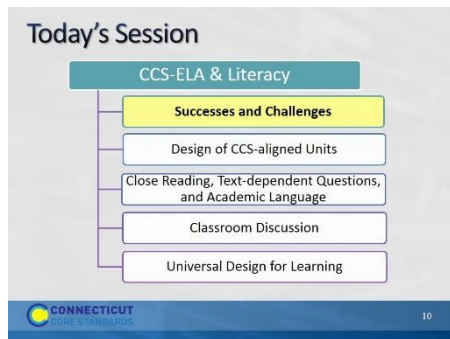 Today's Session
CCS-ELA & Literacy
Successes and Challenges
Design of CCS-aligned Units
Close Reading, Text-dependent Questions,
and Academic Language
Classroom Discussion
Universal Design for Learning
CONNECTICUT
CORE STANDARDS
10